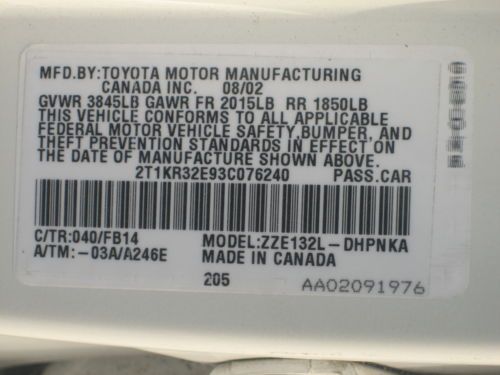 MFD.BY:TOYOTA MOTOR MANUFACTURING
CANADA INC. 08/02
GVWR 3845LB GAWR FR 2015LB RR 1850LB
THIS VEHICLE CONFORMS TO ALL APPLICABLE
FEDERAL MOTOR VEHICLE SAFETY,BUMPER, AND
THEFT PREVENTION STANDARDS IN EFFECT ON
THE DATE OF MANUFACTURE SHOWN ABOVE.
2T1KR32E93C076240 PASS.CAR
C/TR:040/FB14 MODEL:ZZE132L-DHPNKA
A/TM:-03A/A246E MADE IN CANADA
205 AA02091976